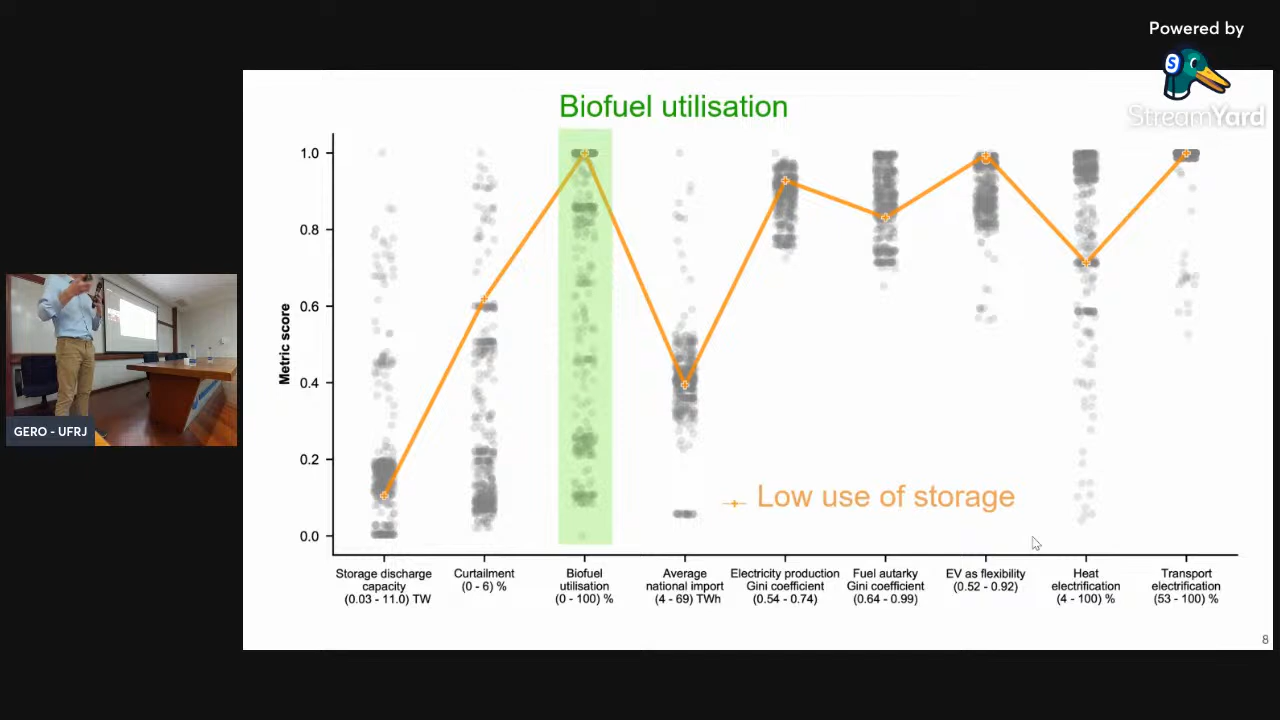 Powered by
StreamYard
Biofuel utilisation
1.0
0.8
0.6
0.4
0.2
0.0
Metric score
Low use of storage
Storage discharge
capacity
(0.03 - 11.0) TW
Curtailment
(0 - 6) %
Biofuel
utilisation
(0 - 100) %
Average
national import
(4 - 69) TWh
Electricity production
Gini coefficient
(0.54 - 0.74)
Fuel autarky
Gini coefficient
(0.64 - 0.99)
EV as flexibility
(0.52 - 0.92)
Heat
electrification
(4 - 100) %
Transport
electrification
(53 - 100) %
8
GERO - UFRJ